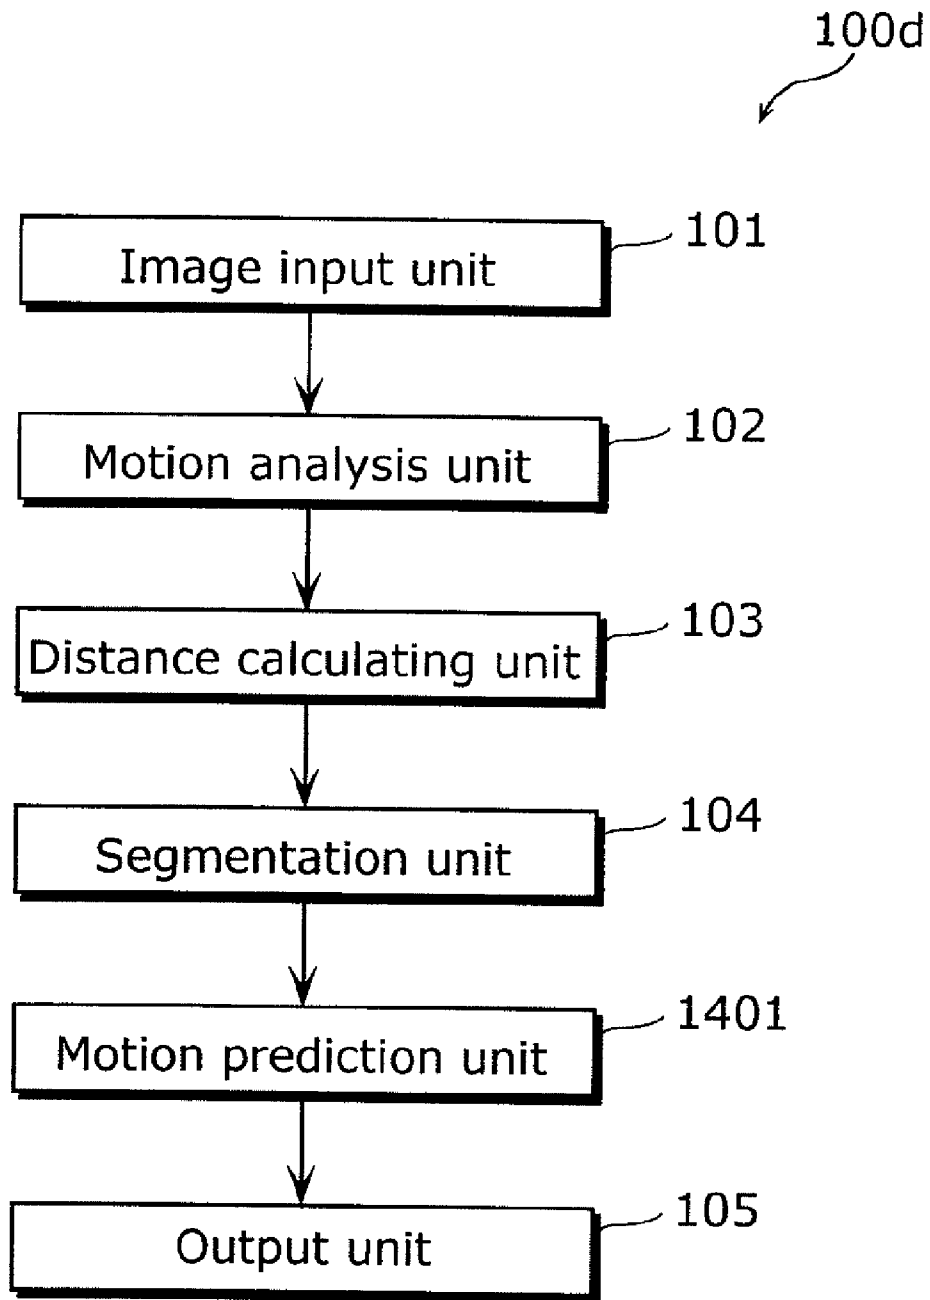 100d
Image input unit
101
Motion analysis unit
102
Distance calculating unit
103
Segmentation unit
104
Motion prediction unit
1401
Output unit
105